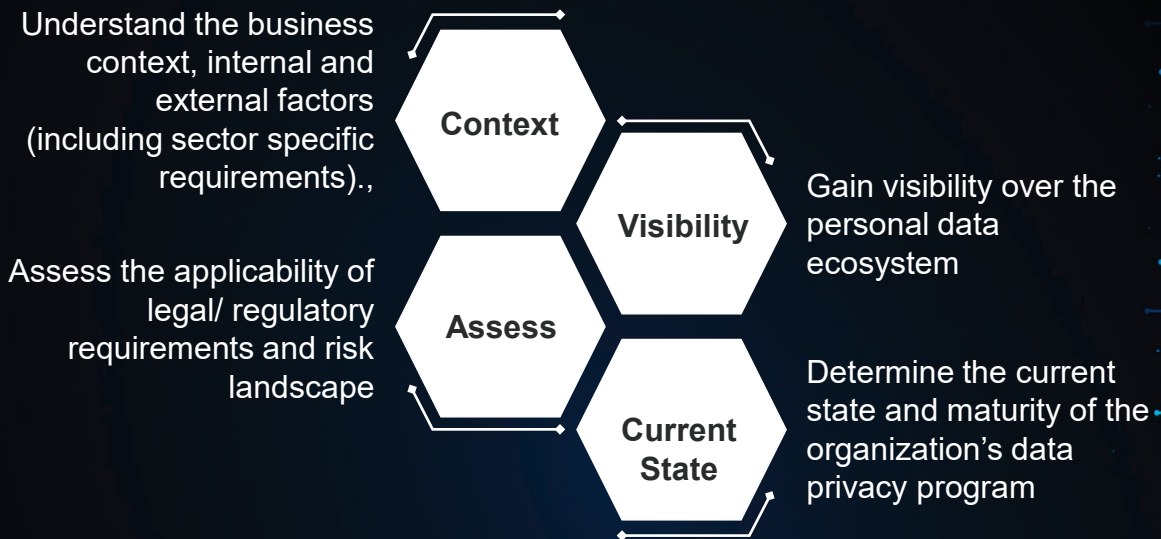 Understand the business
context, internal and
external factors
(including sector specific
requirements).,
Context
Visibility
Gain visibility over the
personal data
ecosystem
Assess the applicability of
legal/ regulatory
requirements and risk
landscape
Assess
Current
State
Determine the current
state and maturity of the
organization’s data
privacy program